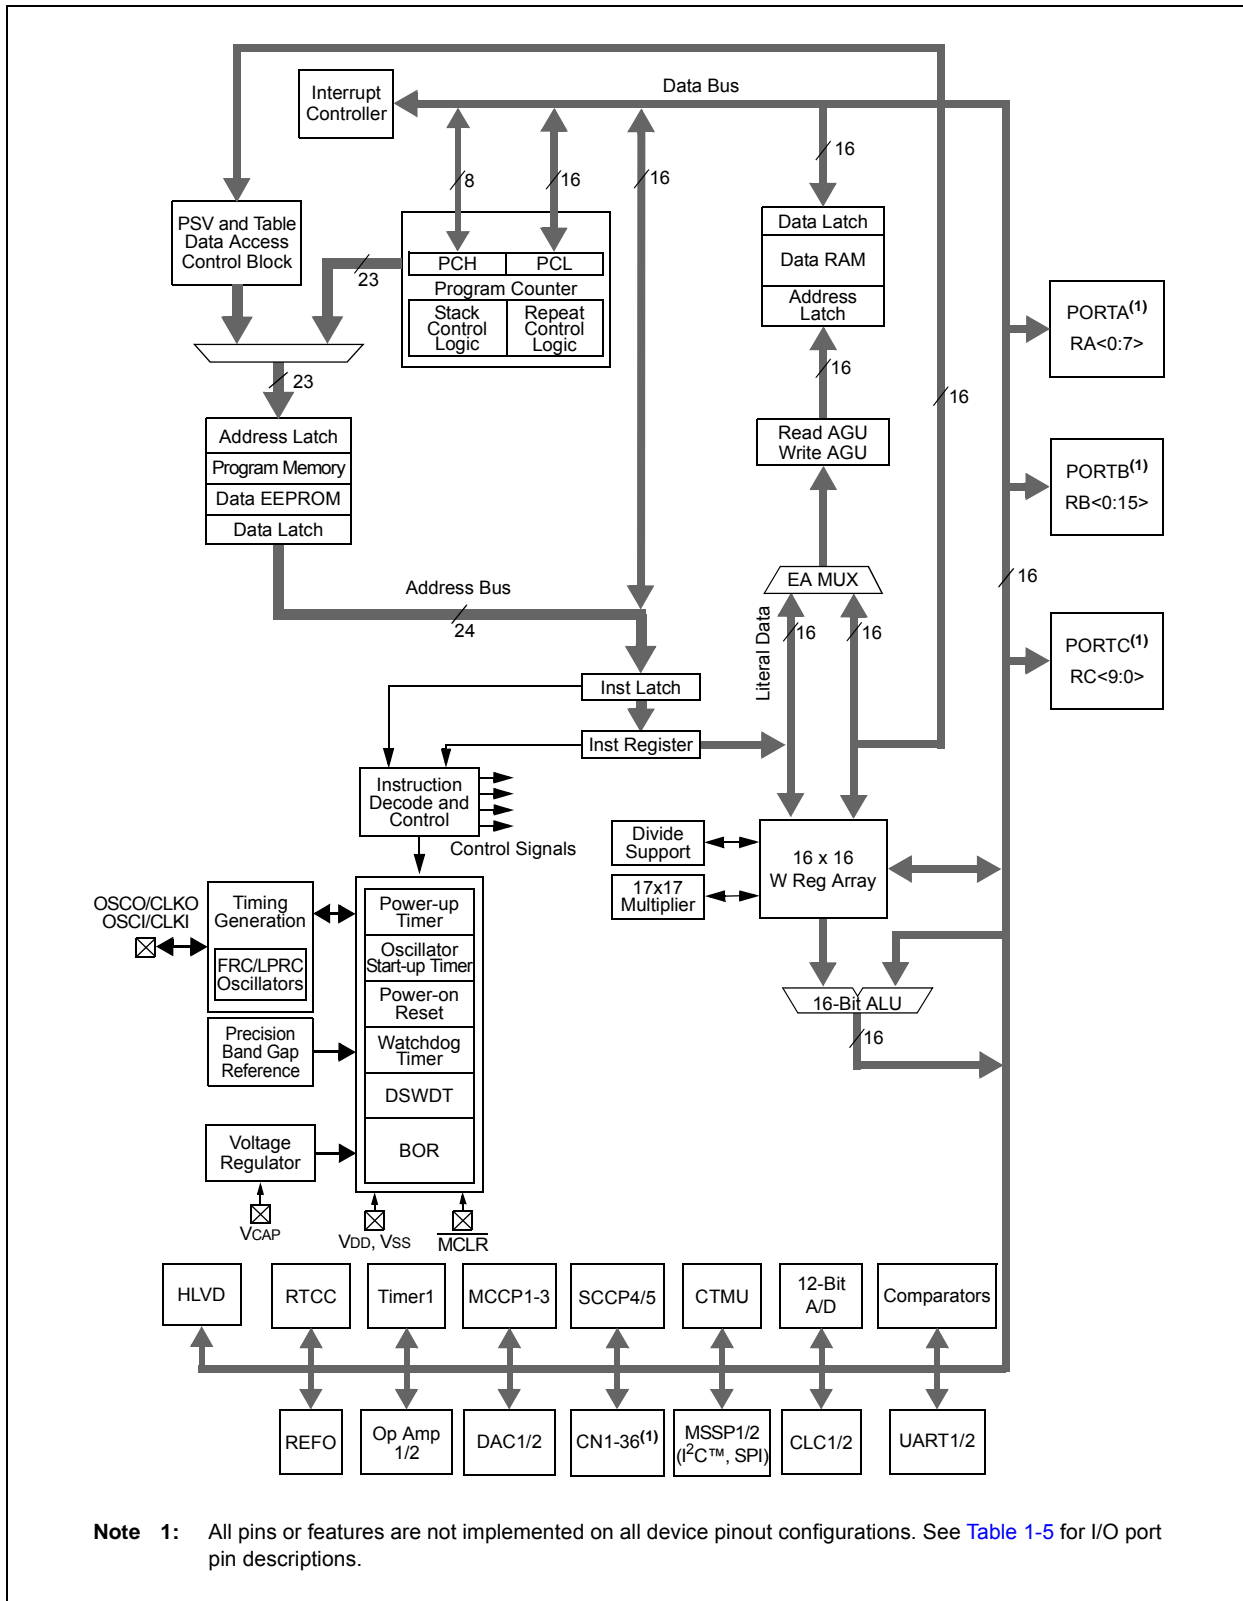 Data Bus
Interrupt
Controller
16
8
16
16
PSV and Table
Data Access
Control Block
23
PCH
PCL
Program Counter
Stack
Control
Logic
Repeat
Control
Logic
Data Latch
Data RAM
Address
Latch
16
PORTA(1)
RA<0:7>
16
23
Address Latch
Program Memory
Data EEPROM
Data Latch
Read AGU
Write AGU
PORTB(1)
RB<0:15>
EA MUX
16
Address Bus
24
Literal Data
16
16
PORTC(1)
RC<9:0>
Inst Latch
Inst Register
Instruction
Decode and
Control
Control Signals
Divide
Support
17x17
Multiplier
16 x 16
W Reg Array
16-Bit ALU
16
OSCO/CLKO
OSCI/CLKI
Timing
Generation
FRC/LPRC
Oscillators
Precision
Band Gap
Reference
Voltage
Regulator
Power-up
Timer
Oscillator
Start-up Timer
Power-on
Reset
Watchdog
Timer
DSWDT
BOR
VCAP
VDD, VSS
MCLR
HLVD
RTCC
Timer1
MCCP1-3
SCCP4/5
CTMU
12-Bit
A/D
Comparators
REFO
Op Amp
1/2
DAC1/2
CN1-36(1)
MSSP1/2
(I2C™, SPI)
CLC1/2
UART1/2
Note 1: All pins or features are not implemented on all device pinout configurations. See Table 1-5 for I/O port
pin descriptions.